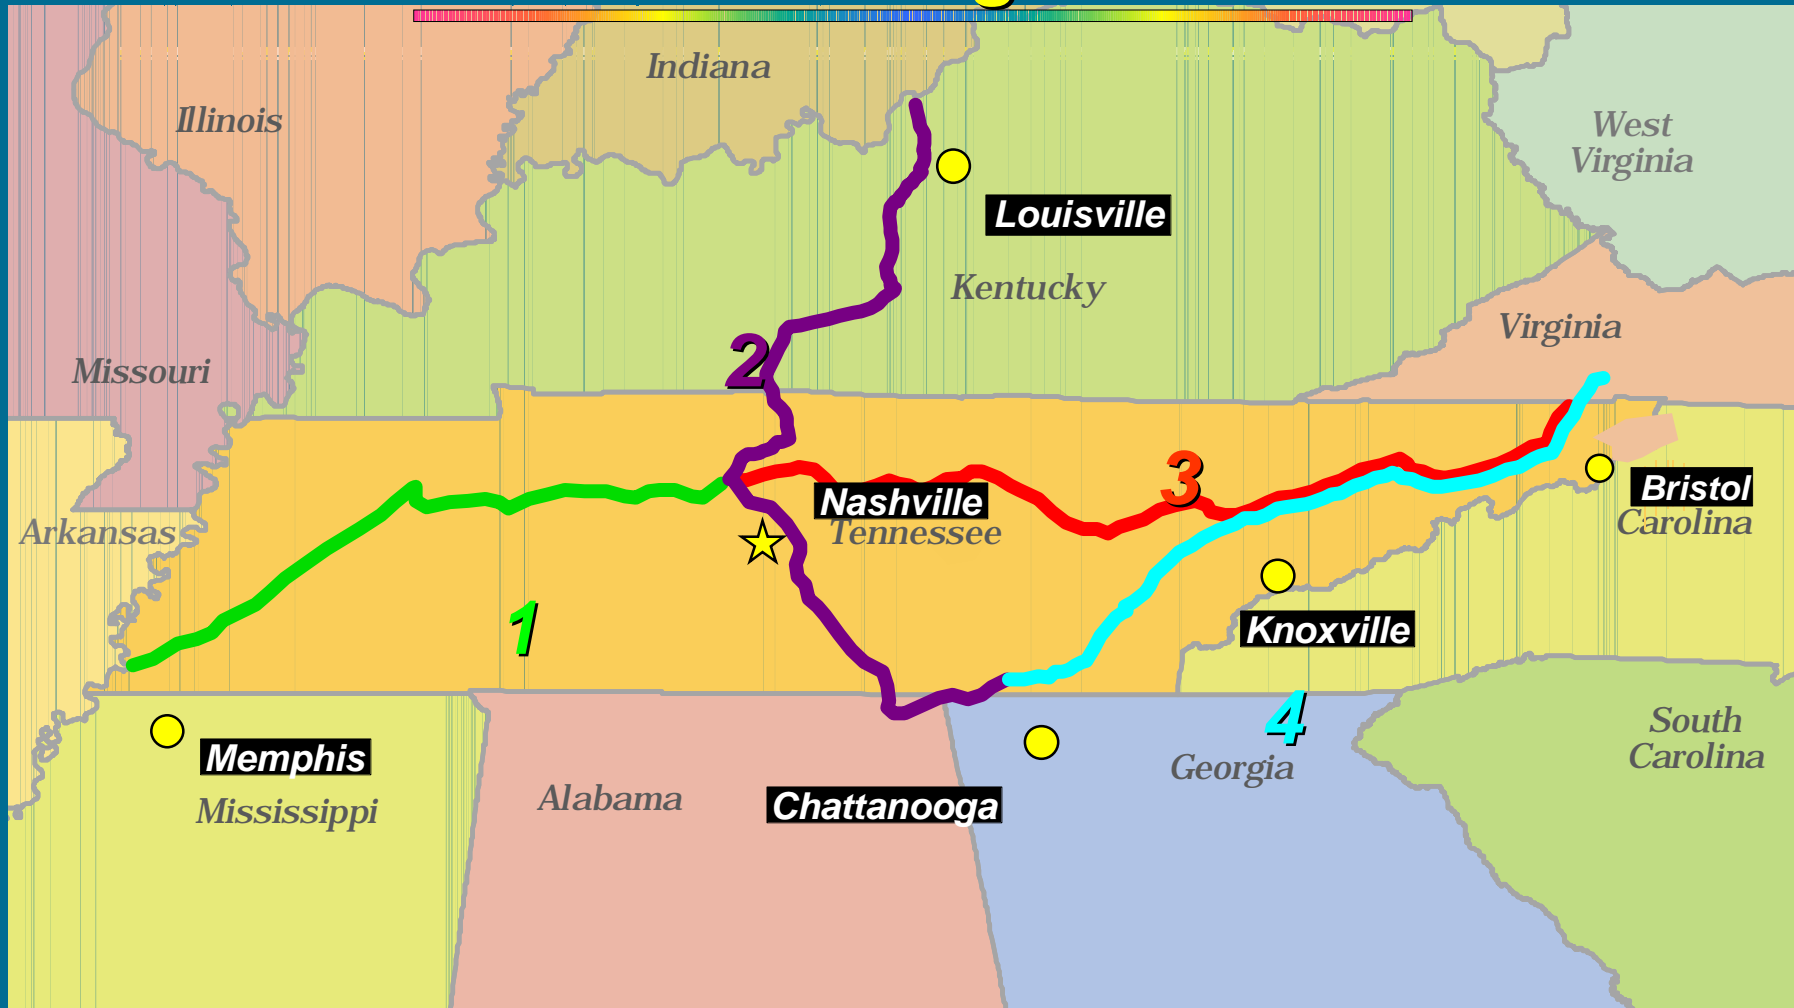 Indiana
Illinois
West
Virginia
Louisville
Kentucky
Virginia
2
Missouri
3
Nashville
Bristol
Arkansas
Tennessee
Carolina
1
Knoxville
4
South
Carolina
Memphis
Georgia
Mississippi
Alabama
Chattanooga